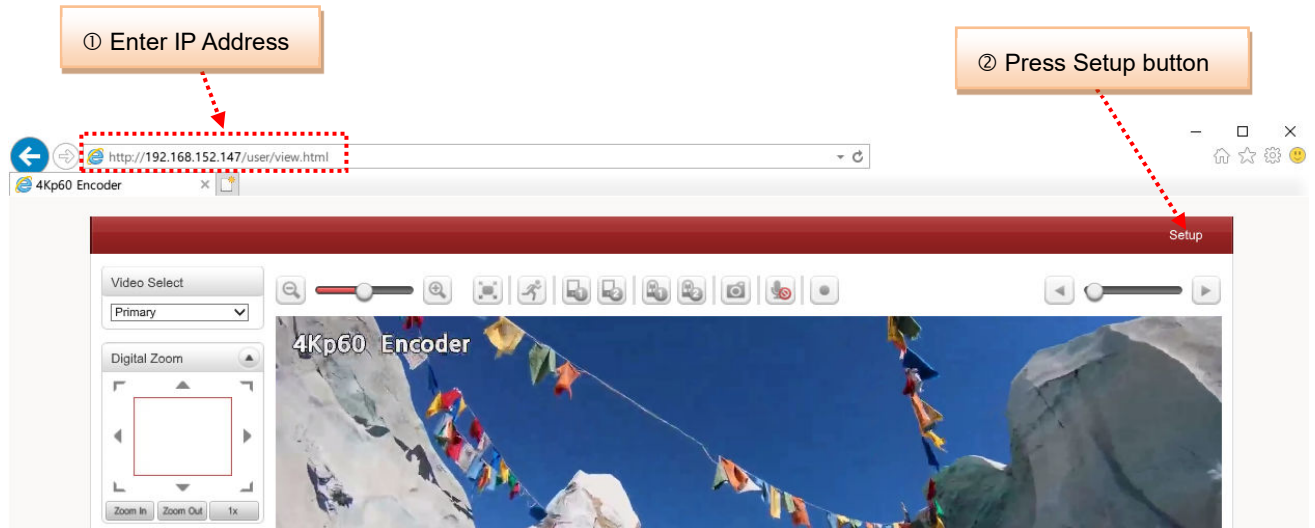 ① Enter IP Address
② Press Setup button
http://192.168.152.147/user/view.html
4Kp60 Encoder
Setup
Video Select
Primary
Digital Zoom
4Kp60 Encoder
Zoom In Zoom Out 1x